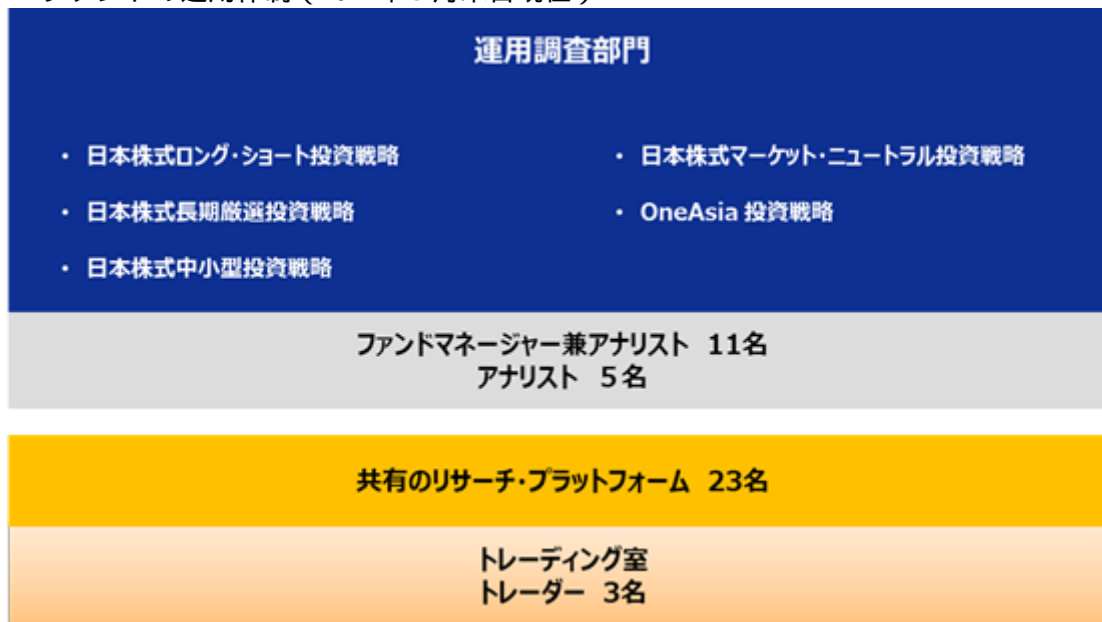 運用調査部門
・ 日本株式ロング・ショート投資戦略
・ 日本株式マーケット・ニュートラル投資戦略
・ 日本株式長期厳選投資戦略
・ OneAsia 投資戦略
・ 日本株式中小型投資戦略
ファンドマネージャー兼アナリスト 11名
アナリスト 5名
共有のリサーチ・プラットフォーム 23名
トレーディング室
トレーダー 3名